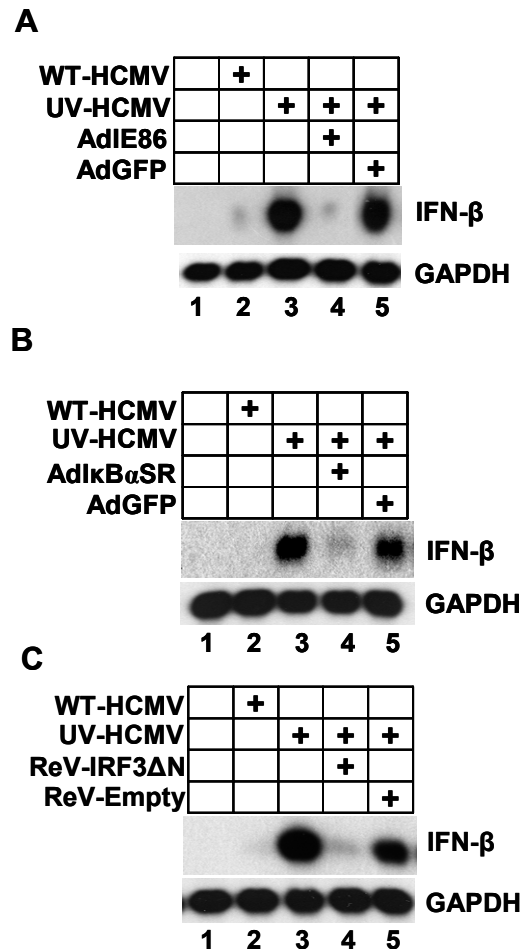 A
WT-HCMV +
UV-HCMV + + +
AdIE86 +
AdGFP +
IFN-β
GAPDH
1 2 3 4 5
B
WT-HCMV +
UV-HCMV + + +
AdIκBαSR +
AdGFP +
IFN-β
GAPDH
1 2 3 4 5
C
WT-HCMV +
UV-HCMV + + +
ReV-IRF3ΔN +
ReV-Empty +
IFN-β
GAPDH
1 2 3 4 5